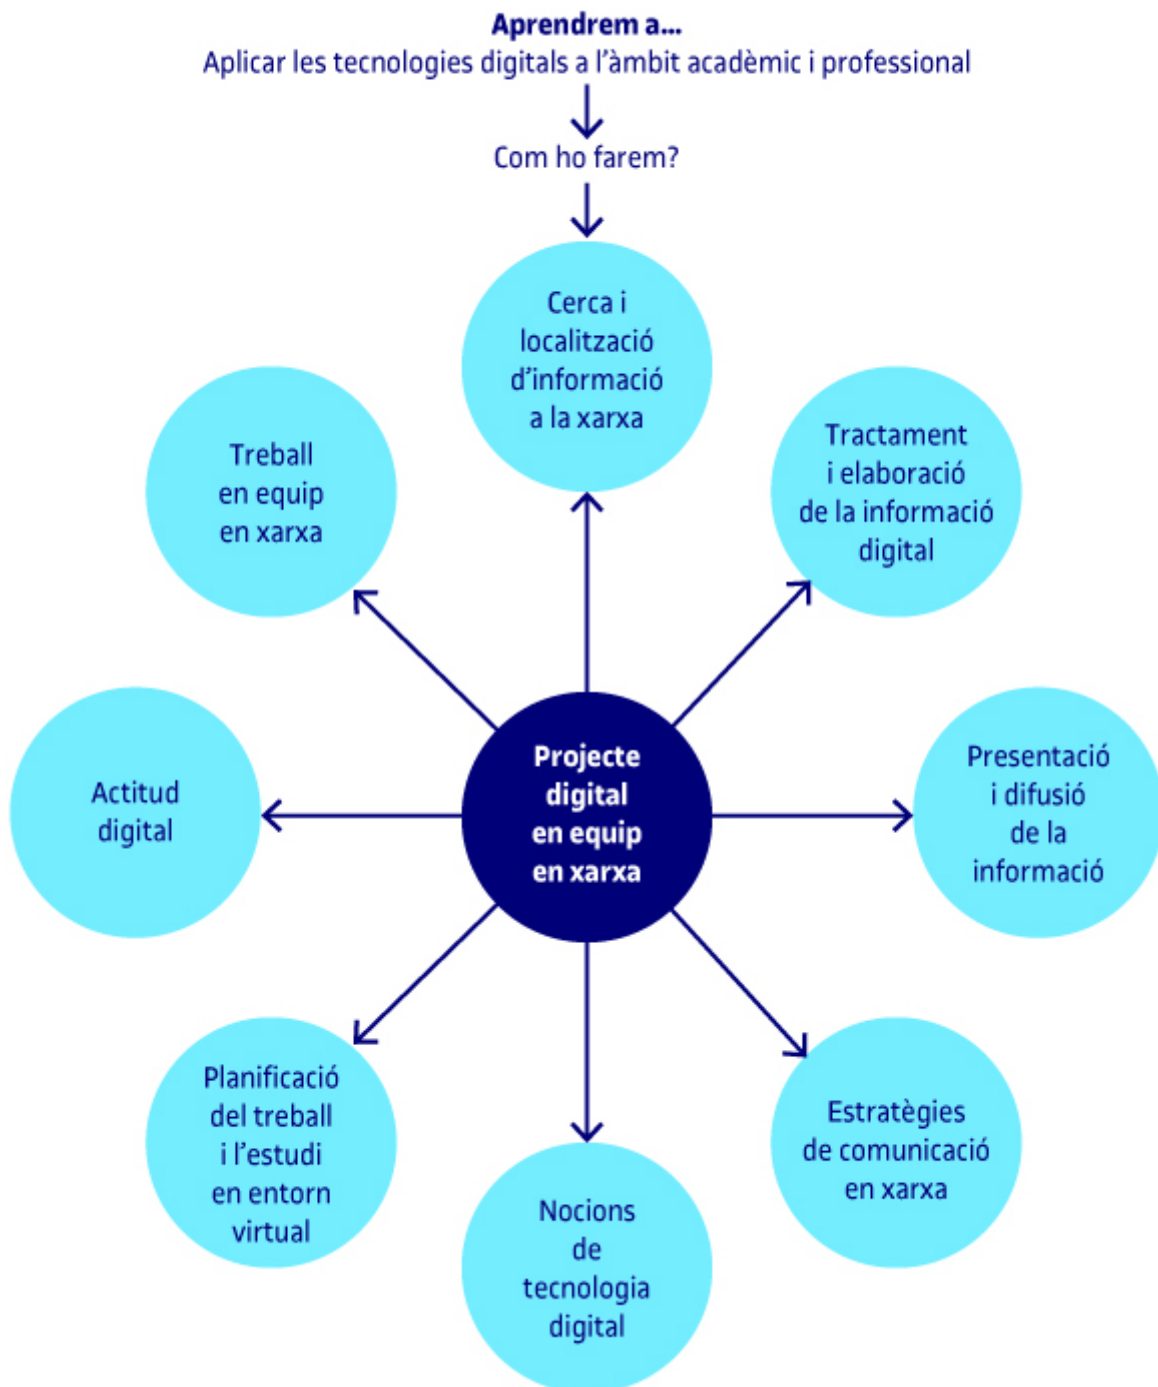 Aprendrem a...
Aplicar les tecnologies digitals a l'àmbit acadèmic i professional
Com ho farem?
Cerca i
localització
d'informació
a la xarxa
Tractament
i elaboració
de la informació
digital
Presentació
i difusió
de la
informació
Estratègies
de comunicació
en xarxa
Nocions
de
tecnologia
digital
Planificació
del treball
i l'estudi
en entorn
virtual
Actitud
digital
Treball
en equip
en xarxa
Projecte
digital
en equip
en xarxa